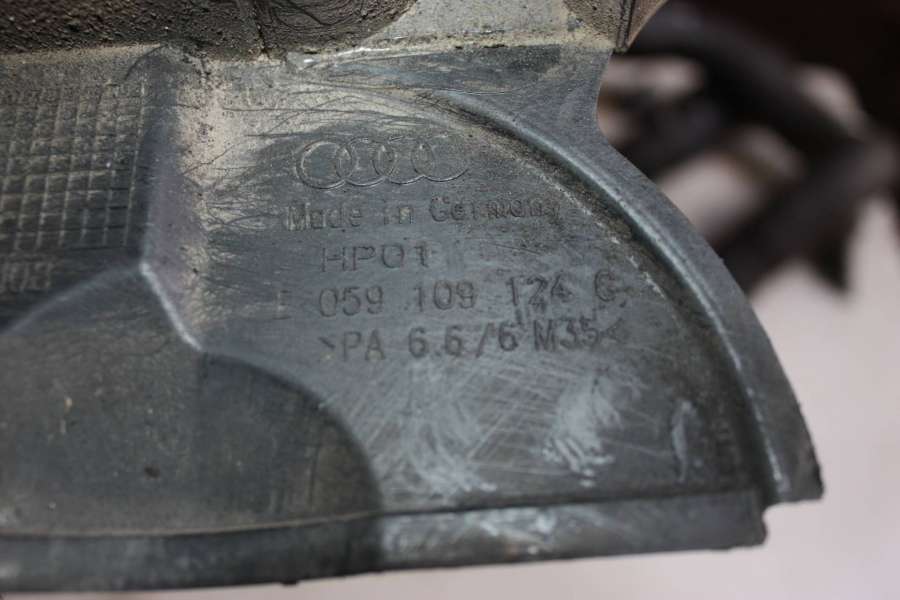 Made in Germany
HP01
E 059 109 124 G
>PA 6.6/6 M35<